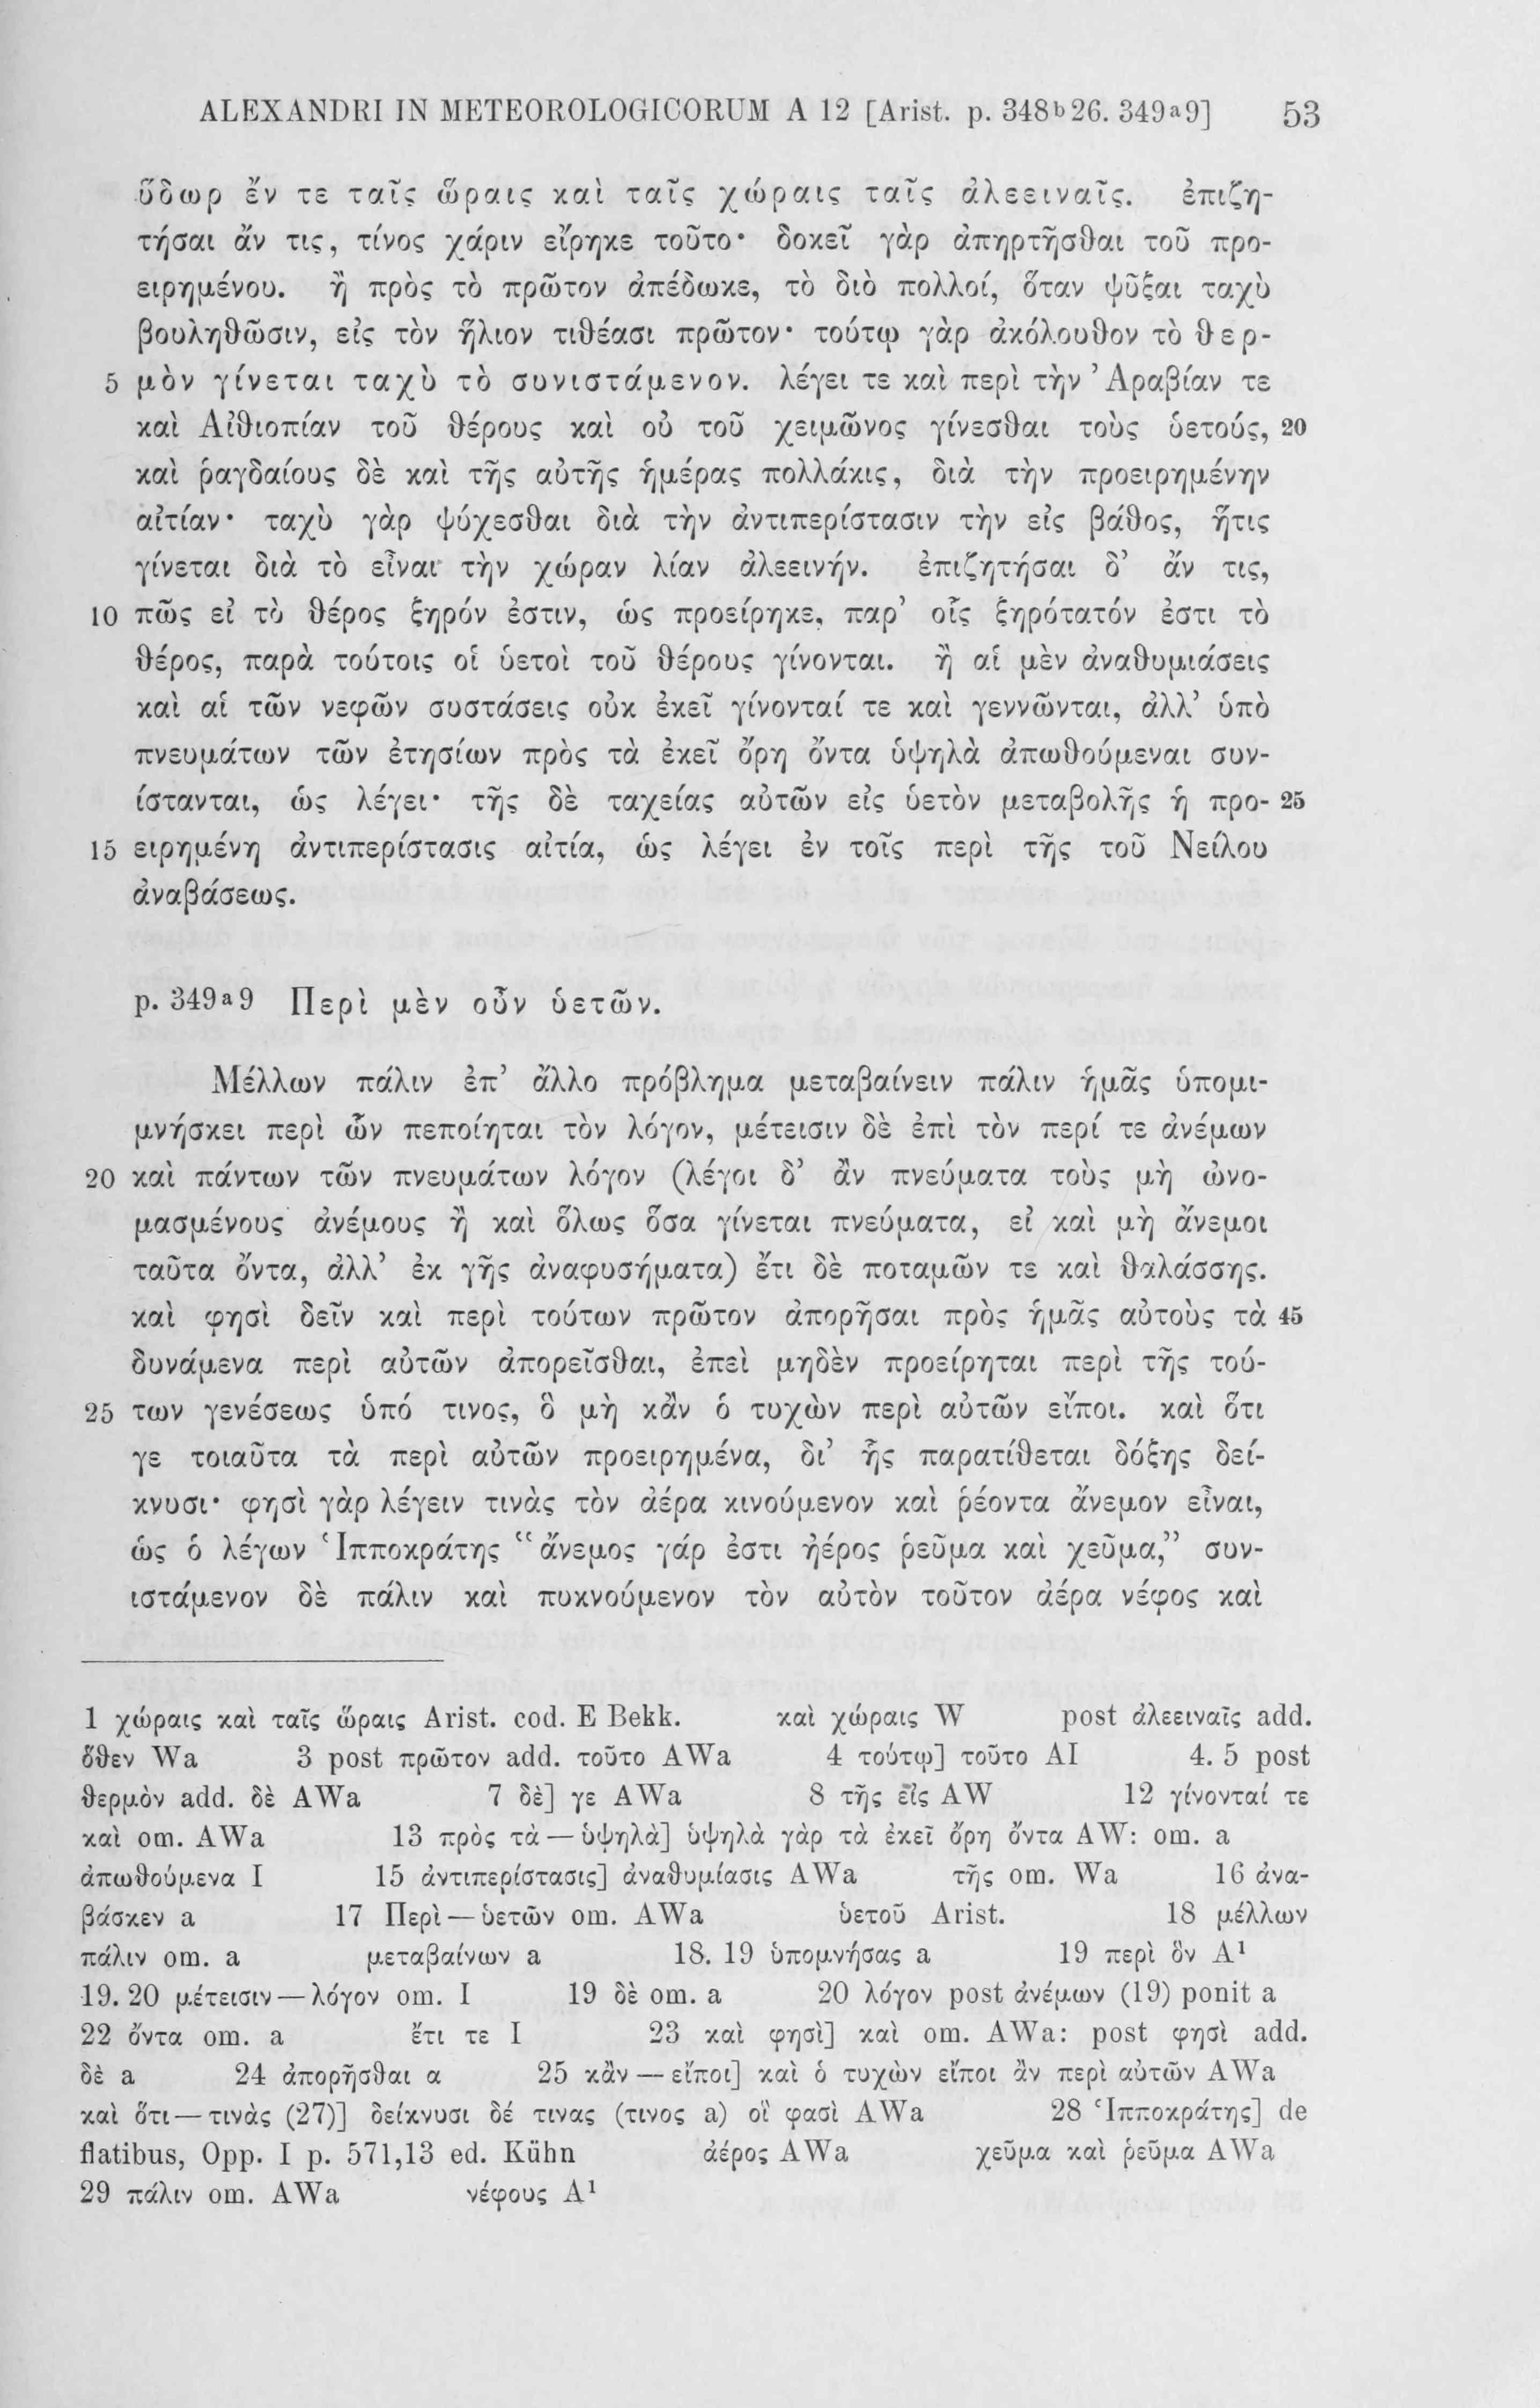 ALEXANDRI IN METEOROLOGICORUM A 12 [Arist. p. 348ᵇ26. 349ᵃ9] 53
ὕδωρ ἔν τε ταῖς ὥραις καὶ ταῖς χώραις ταῖς ἀλεειναῖς. ἐπιζη-
τήσαι ἄν τις, τίνος χάριν εἴρηκε τοῦτο· δοκεῖ γὰρ ἀπηρτῆσθαι τοῦ προ-
ειρημένου. ἢ πρὸς τὸ πρῶτον ἀπέδωκε, τὸ διὸ πολλοί, ὅταν ψῦξαι ταχὺ
βουληθῶσιν, εἰς τὸν ἥλιον τιθέασι πρῶτον· τούτῳ γὰρ ἀκόλουθον τὸ θερ-
5 μὸν γίνεται ταχὺ τὸ συνιστάμενον. λέγει τε καὶ περὶ τὴν Ἀραβίαν τε
καὶ Αἰθιοπίαν τοῦ θέρους καὶ οὐ τοῦ χειμῶνος γίνεσθαι τοὺς ὑετούς, 20
καὶ ῥαγδαίους δὲ καὶ τῆς αὐτῆς ἡμέρας πολλάκις, διὰ τὴν προειρημένην
αἰτίαν· ταχὺ γὰρ ψύχεσθαι διὰ τὴν ἀντιπερίστασιν τὴν εἰς βάθος, ἥτις
γίνεται διὰ τὸ εἶναι τὴν χώραν λίαν ἀλεεινήν. ἐπιζητήσαι δ’ ἄν τις,
10 πῶς εἰ τὸ θέρος ξηρόν ἐστιν, ὡς προείρηκε, παρ’ οἷς ξηρότατόν ἐστι τὸ
θέρος, παρὰ τούτοις οἱ ὑετοὶ τοῦ θέρους γίνονται. ἢ αἱ μὲν ἀναθυμιάσεις
καὶ αἱ τῶν νεφῶν συστάσεις οὐκ ἐκεῖ γίνονταί τε καὶ γεννῶνται, ἀλλ’ ὑπὸ
πνευμάτων τῶν ἐτησίων πρὸς τὰ ἐκεῖ ὄρη ὄντα ὑψηλὰ ἀπωθούμεναι συν-
ίστανται, ὡς λέγει· τῆς δὲ ταχείας αὐτῶν εἰς ὑετὸν μεταβολῆς ἡ προ- 25
15 ειρημένη ἀντιπερίστασις αἰτία, ὡς λέγει ἐν τοῖς περὶ τῆς τοῦ Νείλου
ἀναβάσεως.
p. 349ᵃ9 Περὶ μὲν οὖν ὑετῶν.
Μέλλων πάλιν ἐπ’ ἄλλο πρόβλημα μεταβαίνειν πάλιν ἡμᾶς ὑπομι-
μνήσκει περὶ ὧν πεποίηται τὸν λόγον, μέτεισιν δὲ ἐπὶ τὸν περί τε ἀνέμων
20 καὶ πάντων τῶν πνευμάτων λόγον (λέγοι δ’ ἂν πνεύματα τοὺς μὴ ὠνο-
μασμένους ἀνέμους ἢ καὶ ὅλως ὅσα γίνεται πνεύματα, εἰ καὶ μὴ ἄνεμοι
ταῦτα ὄντα, ἀλλ’ ἐκ γῆς ἀναφυσήματα) ἔτι δὲ ποταμῶν τε καὶ θαλάσσης.
καὶ φησὶ δεῖν καὶ περὶ τούτων πρῶτον ἀπορῆσαι πρὸς ἡμᾶς αὐτοὺς τὰ 45
δυνάμενα περὶ αὐτῶν ἀπορεῖσθαι, ἐπεὶ μηδὲν προείρηται περὶ τῆς τού-
25 των γενέσεως ὑπό τινος, ὃ μὴ κἂν ὁ τυχὼν περὶ αὐτῶν εἴποι. καὶ ὅτι
γε τοιαῦτα τὰ περὶ αὐτῶν προειρημένα, δι’ ἧς παρατίθεται δόξης δεί-
κνυσι· φησὶ γὰρ λέγειν τινὰς τὸν ἀέρα κινούμενον καὶ ῥέοντα ἄνεμον εἶναι,
ὡς ὁ λέγων Ἱπποκράτης “ἄνεμος γάρ ἐστι ἠέρος ῥεῦμα καὶ χεῦμα,” συν-
ιστάμενον δὲ πάλιν καὶ πυκνούμενον τὸν αὐτὸν τοῦτον ἀέρα νέφος καὶ
1 χώραις καὶ ταῖς ὥραις Arist. cod. E Bekk. καὶ χώραις W post ἀλεειναῖς add.
ὅθεν Wa 3 post πρῶτον add. τοῦτο AWa 4 τούτῳ] τοῦτο AI 4. 5 post
θερμὸν add. δὲ AWa 7 δὲ] γε AWa 8 τῆς εἰς AW 12 γίνονταί τε
καὶ om. AWa 13 πρὸς τὰ — ὑψηλὰ] ὑψηλὰ γὰρ τὰ ἐκεῖ ὄρη ὄντα AW: om. a
ἀπωθούμενα I 15 ἀντιπερίστασις] ἀναθυμίασις AWa τῆς om. Wa 16 ἀνα-
βάσκεν a 17 Περὶ — ὑετῶν om. AWa ὑετοῦ Arist. 18 μέλλων
πάλιν om. a μεταβαίνων a 18. 19 ὑπομνήσας a 19 περὶ ὃν A¹
19. 20 μέτεισιν — λόγον om. I 19 δὲ om. a 20 λόγον post ἀνέμων (19) ponit a
22 ὄντα om. a ἔτι τε I 23 καὶ φησὶ] καὶ om. AWa: post φησὶ add.
δὲ a 24 ἀπορῆσθαι α 25 κἂν — εἴποι] καὶ ὁ τυχὼν εἴποι ἂν περὶ αὐτῶν AWa
καὶ ὅτι — τινὰς (27)] δείκνυσι δέ τινας (τινος a) οἵ φασὶ AWa 28 Ἱπποκράτης] de
flatibus, Opp. I p. 571,13 ed. Kühn ἀέρος AWa χεῦμα καὶ ῥεῦμα AWa
29 πάλιν om. AWa νέφους A¹